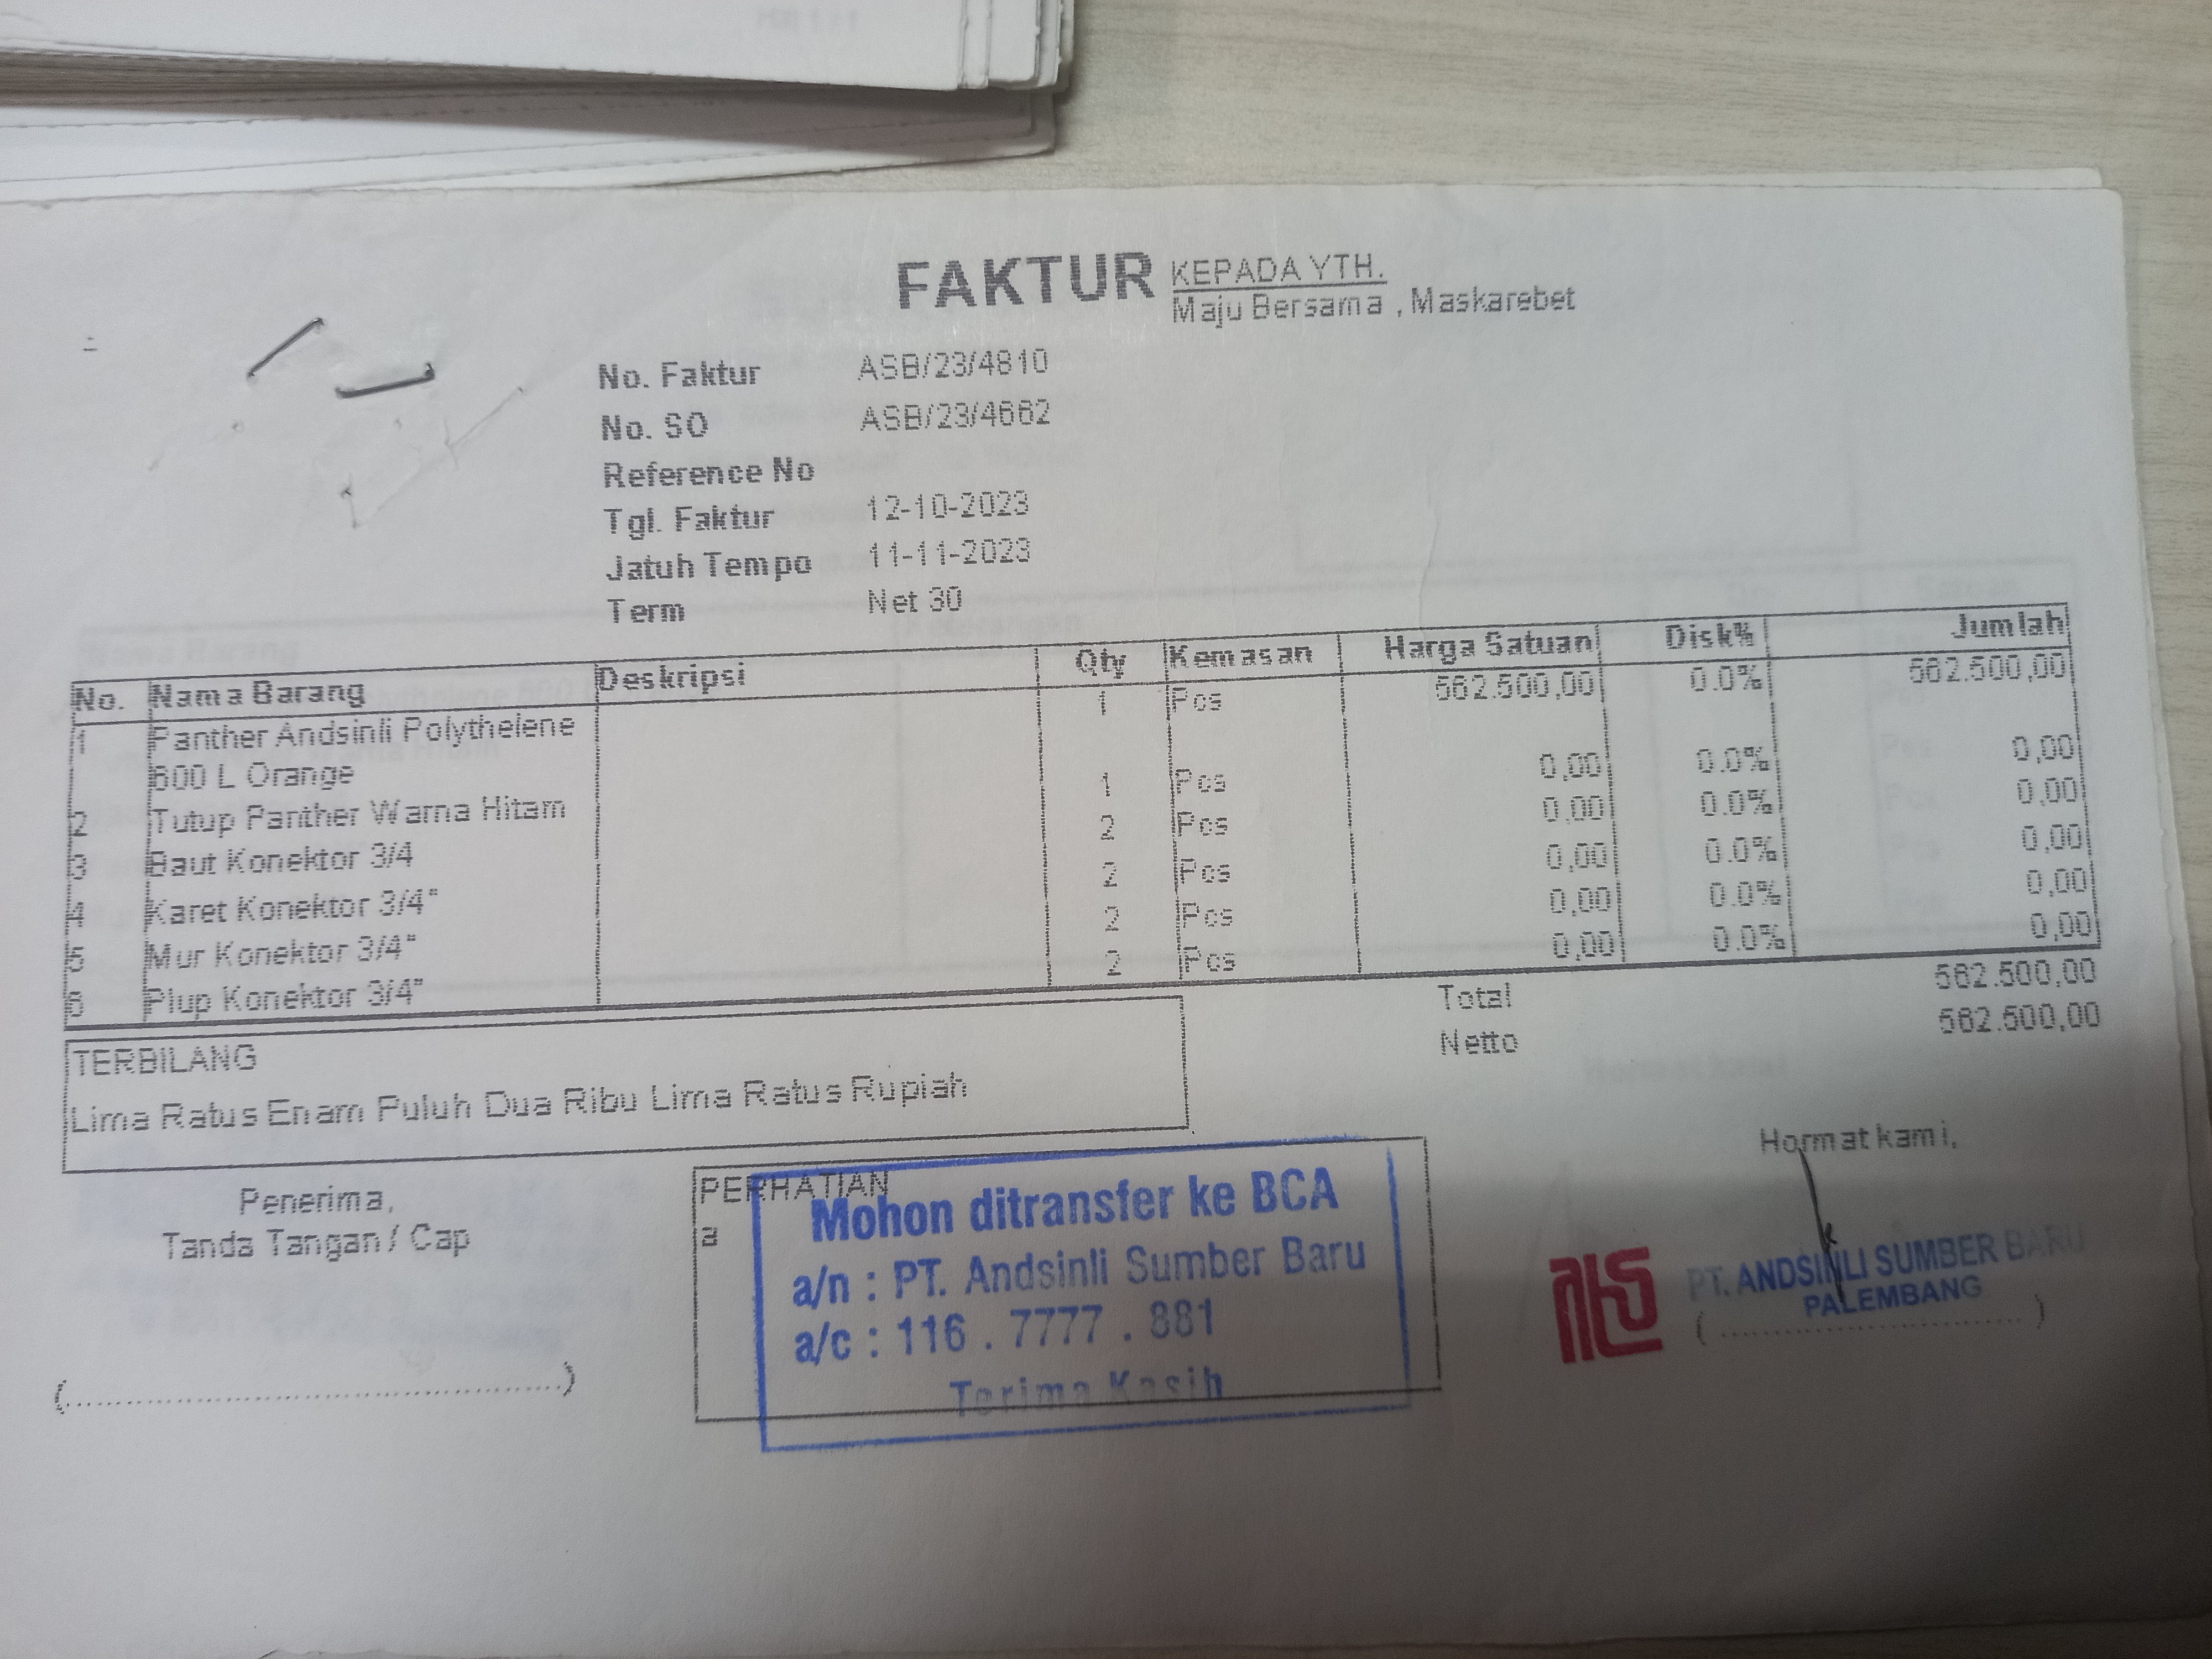 FAKTUR
KEPADA YTH.
Maju Bersama , Maskarebet
No. Faktur ASB/23/4810
No. SO ASB/23/4662
Reference No
Tgl. Faktur 12-10-2023
Jatuh Tempo 11-11-2023
Term Net 30
No. Nama Barang Deskripsi Qty Kemasan Harga Satuan Disk% Jumlah
1 Panther Andsinli Polythelene 1 Pcs 562.500,00 0.0% 562.500,00
600 L Orange
2 Tutup Panther Warna Hitam 1 Pcs 0,00 0.0% 0,00
3 Baut Konektor 3/4 2 Pcs 0,00 0.0% 0,00
4 Karet Konektor 3/4" 2 Pcs 0,00 0.0% 0,00
5 Mur Konektor 3/4" 2 Pcs 0,00 0.0% 0,00
6 Plup Konektor 3/4" 2 Pcs 0,00 0.0% 0,00
Total 562.500,00
Netto 562.500,00
TERBILANG
Lima Ratus Enam Puluh Dua Ribu Lima Ratus Rupiah
Penerima,
Tanda Tangan / Cap
(...............................................)
PERHATIAN
a
Mohon ditransfer ke BCA
a/n : PT. Andsinli Sumber Baru
a/c : 116 . 7777 . 881
Terima Kasih
Hormat kami,
ALS
PT. ANDSINLI SUMBER BARU
PALEMBANG
(...............................)